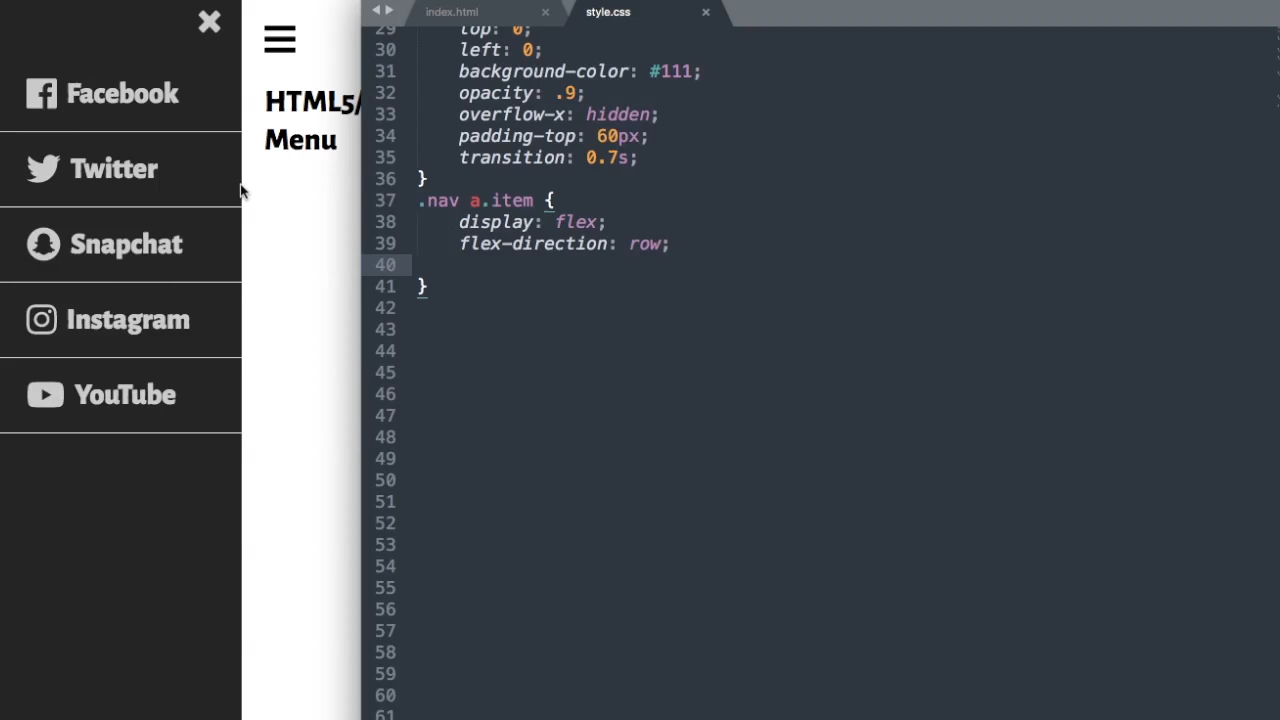 ✖
Facebook
Twitter
Snapchat
Instagram
YouTube
HTML5/
Menu
index.html ×
style.css ×
29 top: 0;
30 left: 0;
31 background-color: #111;
32 opacity: .9;
33 overflow-x: hidden;
34 padding-top: 60px;
35 transition: 0.7s;
36 }
37 .nav a.item {
38 display: flex;
39 flex-direction: row;
40
41 }
42
43
44
45
46
47
48
49
50
51
52
53
54
55
56
57
58
59
60
61